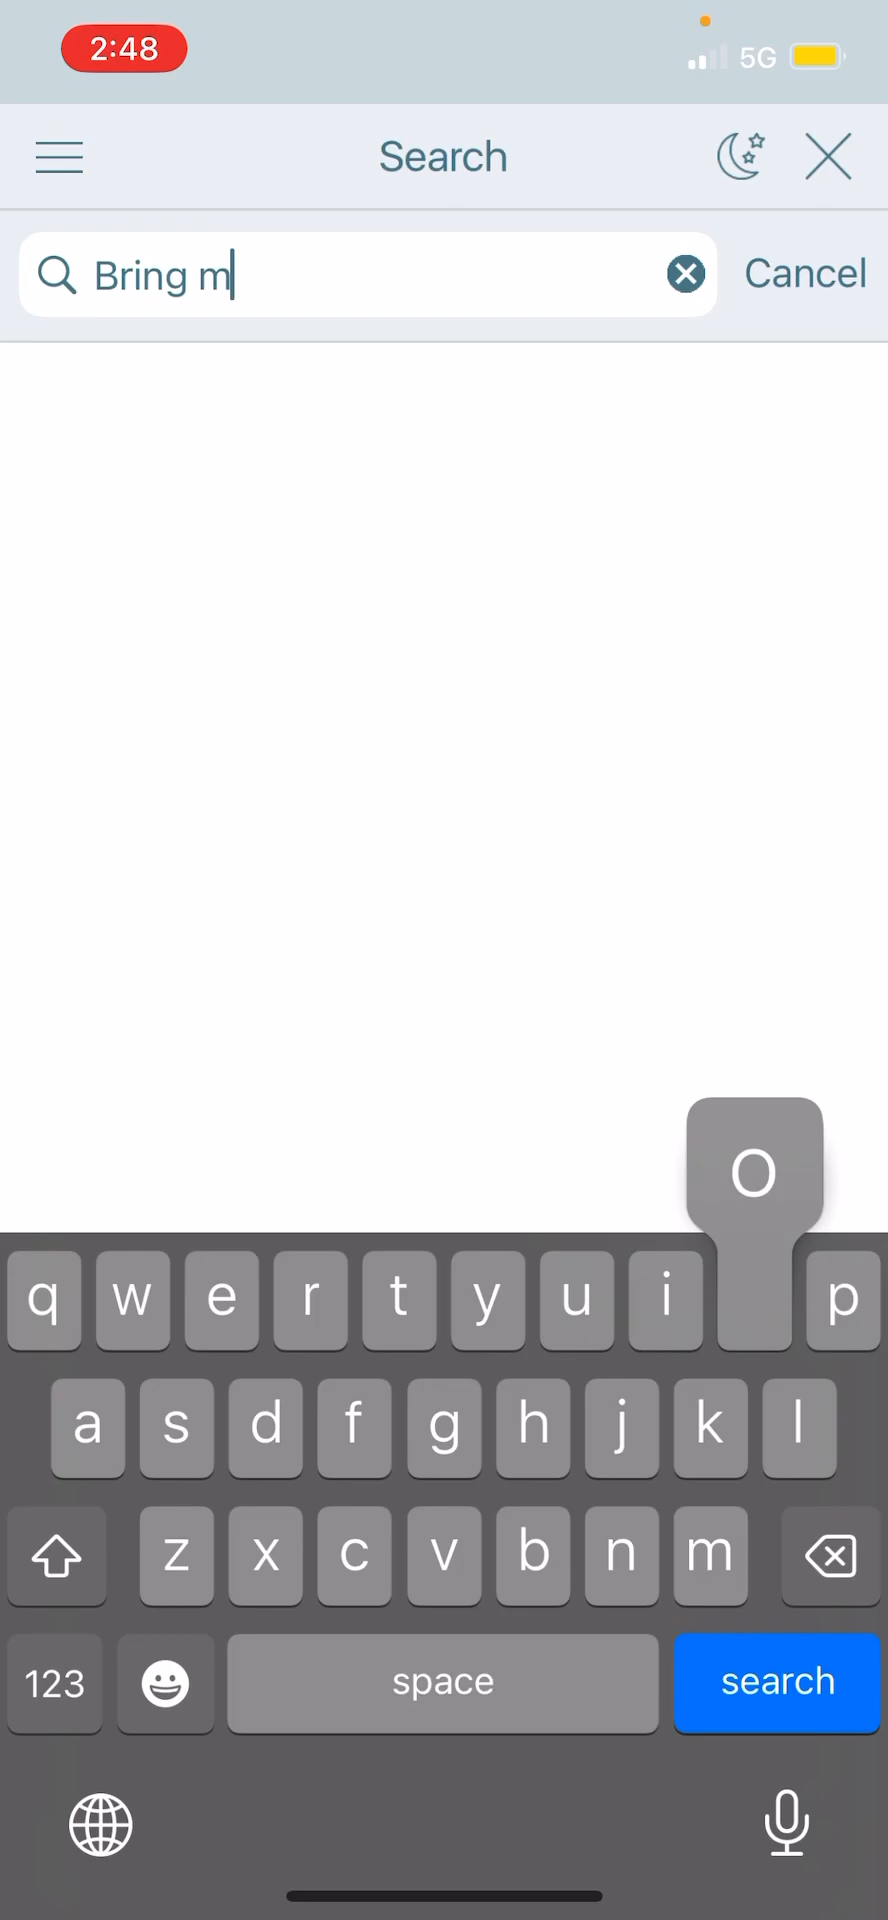 2:48
5G
Search
Bring m
Cancel
O
q w e r t y u i p
a s d f g h j k l
z x c v b n m
123 space search